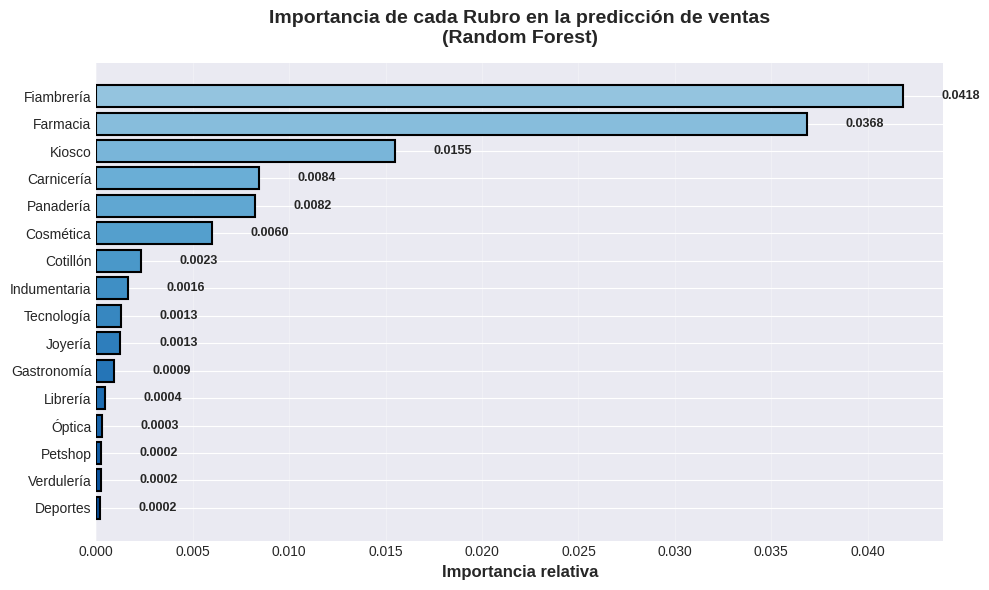 Importancia de cada Rubro en la predicción de ventas
(Random Forest)
Fiambrería 0.0418
Farmacia 0.0368
Kiosco 0.0155
Carnicería 0.0084
Panadería 0.0082
Cosmética 0.0060
Cotillón 0.0023
Indumentaria 0.0016
Tecnología 0.0013
Joyería 0.0013
Gastronomía 0.0009
Librería 0.0004
Óptica 0.0003
Petshop 0.0002
Verdulería 0.0002
Deportes 0.0002
0.000 0.005 0.010 0.015 0.020 0.025 0.030 0.035 0.040
Importancia relativa